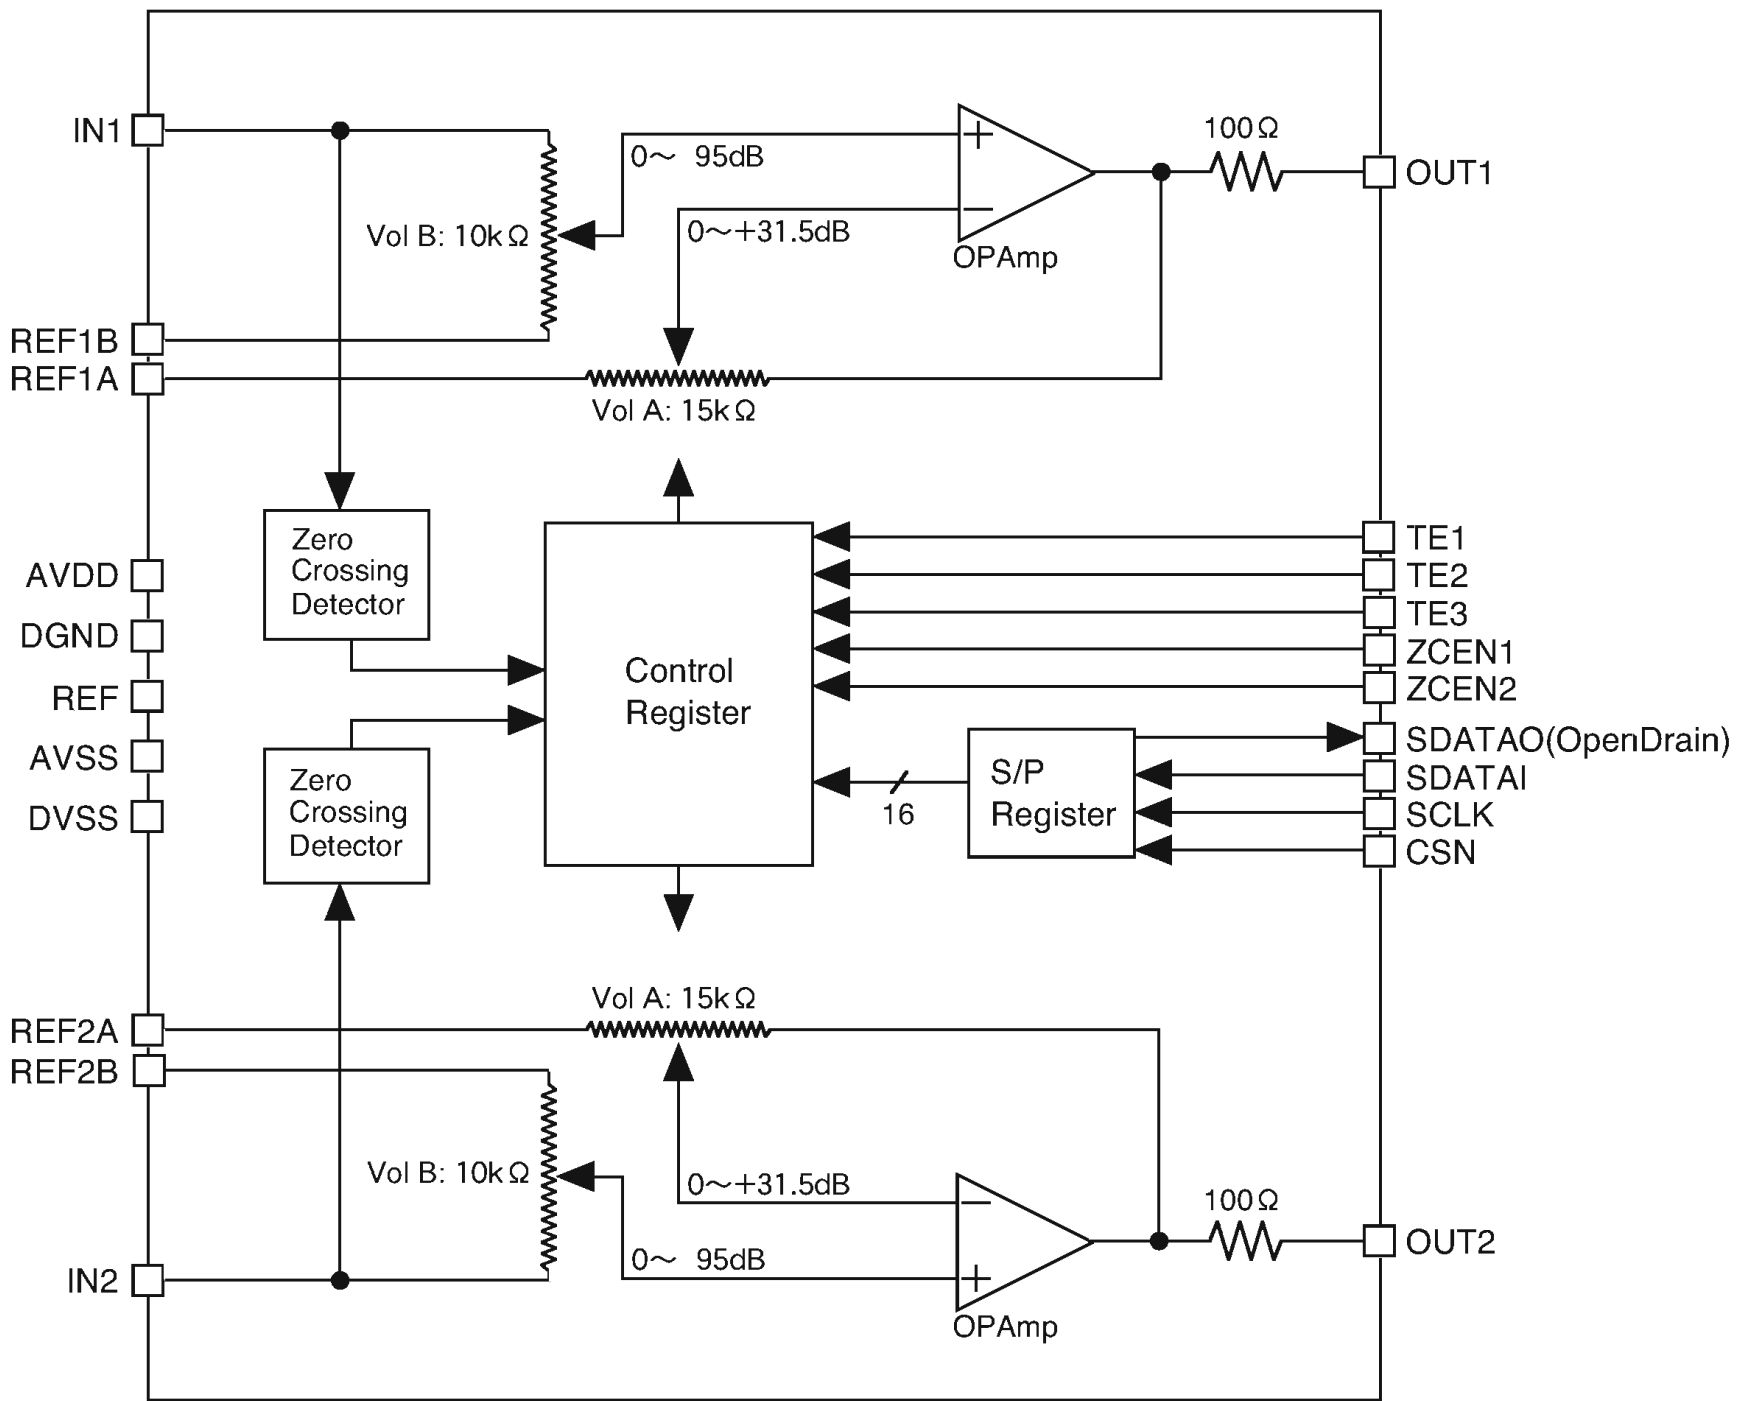 IN1
0～ 95dB
100Ω
OUT1
Vol B: 10kΩ
0～+31.5dB
OPAmp
REF1B
REF1A
Vol A: 15kΩ
Zero
Crossing
Detector
AVDD
DGND
REF
AVSS
DVSS
Zero
Crossing
Detector
Control
Register
TE1
TE2
TE3
ZCEN1
ZCEN2
SDATAO(OpenDrain)
SDATAI
SCLK
CSN
S/P
Register
16
Vol A: 15kΩ
REF2A
REF2B
Vol B: 10kΩ
0～+31.5dB
100Ω
OUT2
0～ 95dB
IN2
OPAmp